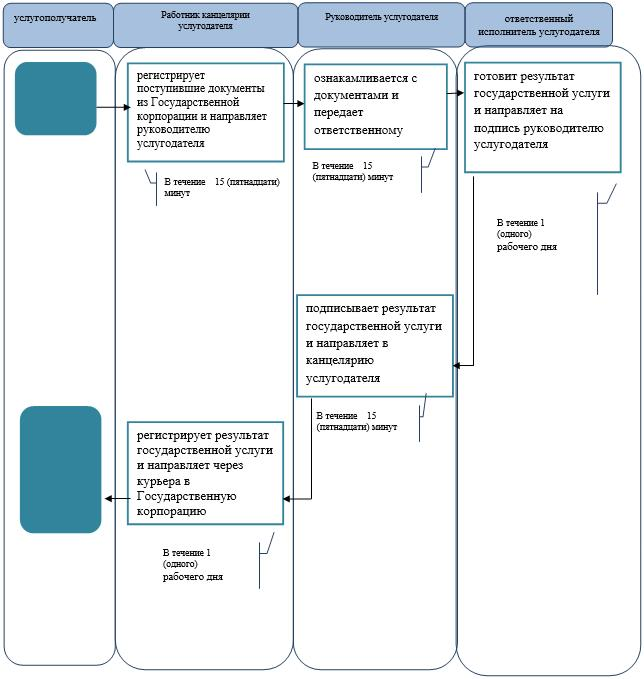 услугополучатель
Работник канцелярии
услугодателя
Руководитель услугодателя
ответственный
исполнитель услугодателя
регистрирует
поступившие документы
из Государственной
корпорации и направляет
руководителю
услугодателя
ознакамливается с
документами и
передает
ответственному
готовит результат
государственной услуги
и направляет на
подпись руководителю
услугодателя
В течение 15 (пятнадцати)
минут
В течение 15
(пятнадцати) минут
В течение 1
(одного)
рабочего дня
подписывает результат
государственной услуги
и направляет в
канцелярию
услугодателя
В течение 15
(пятнадцати) минут
регистрирует результат
государственной услуги
и направляет через
курьера в
Государственную
корпорацию
В течение 1
(одного)
рабочего дня